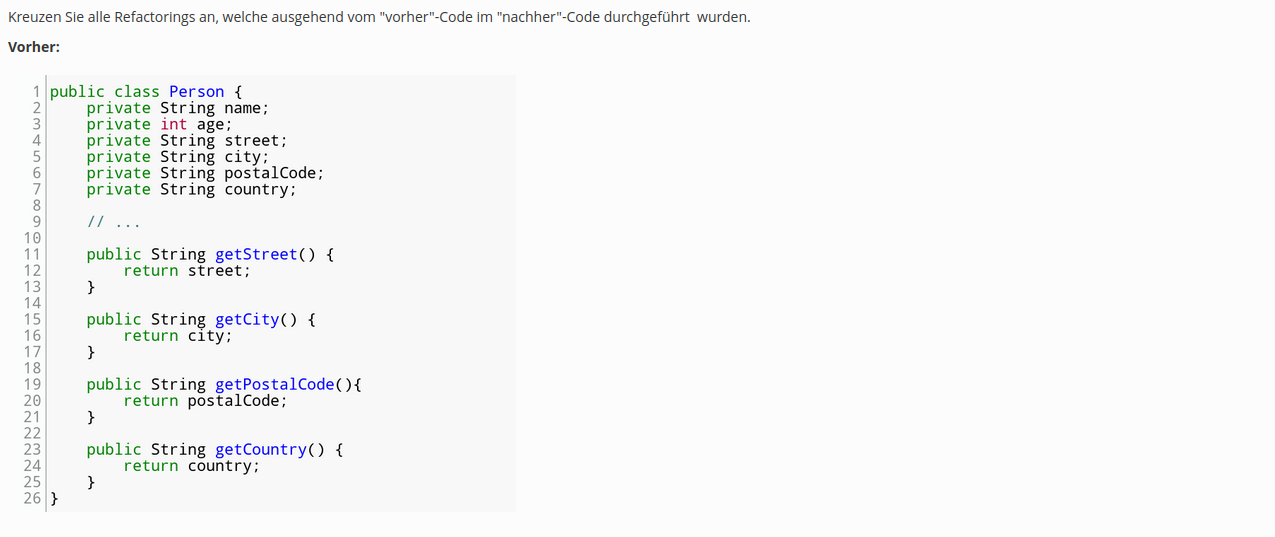 Kreuzen Sie alle Refactorings an, welche ausgehend vom "vorher"-Code im "nachher"-Code durchgeführt  wurden.
Vorher:
1 public class Person {
2     private String name;
3     private int age;
4     private String street;
5     private String city;
6     private String postalCode;
7     private String country;
8
9     // ...
10
11     public String getStreet() {
12         return street;
13     }
14
15     public String getCity() {
16         return city;
17     }
18
19     public String getPostalCode(){
20         return postalCode;
21     }
22
23     public String getCountry() {
24         return country;
25     }
26 }